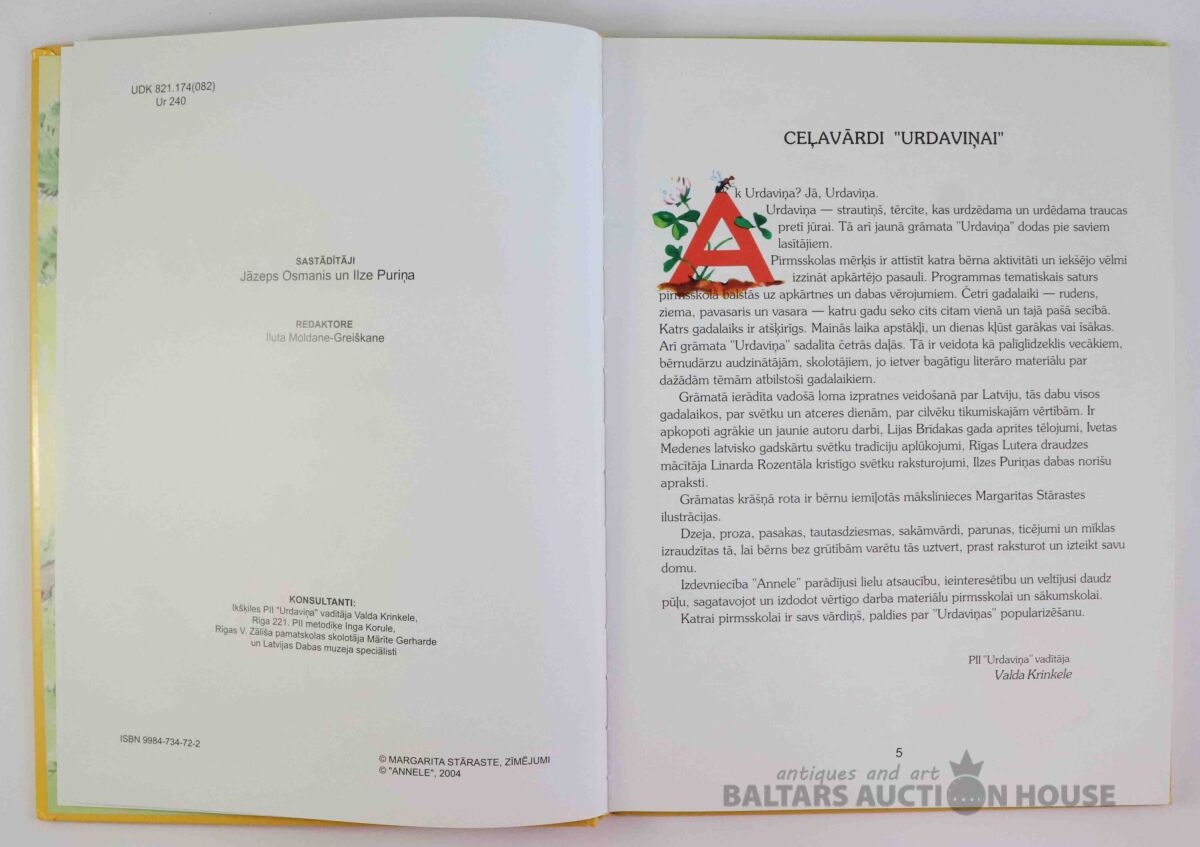 UDK 821.174(082)
Ur 240
SASTĀDĪTĀJI
Jāzeps Osmanis un Ilze Puriņa
REDAKTORE
Iluta Moldane-Greiškane
KONSULTANTI:
Ikšķiles PII "Urdaviņa" vadītāja Valda Krinkele,
Rīga 221. PII metodiķe Inga Korule,
Rīgas V. Zālīša pamatskolas skolotāja Mārīte Gerharde
un Latvijas Dabas muzeja speciālisti
ISBN 9984-734-72-2
© MARGARITA STĀRASTE, ZĪMĒJUMI
© "ANNELE", 2004
CEĻAVĀRDI "URDAVIŅAI"
Ak Urdaviņa? Jā, Urdaviņa.
Urdaviņa — strautiņš, tērcīte, kas urdzēdama un urdēdama traucas
pretī jūrai. Tā arī jaunā grāmata "Urdaviņa" dodas pie saviem
lasītājiem.
Pirmsskolas mērķis ir attīstīt katra bērna aktivitāti un iekšējo vēlmi
izzināt apkārtējo pasauli. Programmas tematiskais saturs
pirmsskolā balstās uz apkārtnes un dabas vērojumiem. Četri gadalaiki — rudens,
ziema, pavasaris un vasara — katru gadu seko cits citam vienā un tajā pašā secībā.
Katrs gadalaiks ir atšķirīgs. Mainās laika apstākļi, un dienas kļūst garākas vai īsākas.
Arī grāmata "Urdaviņa" sadalīta četrās daļās. Tā ir veidota kā palīglīdzeklis vecākiem,
bērnudārzu audzinātājām, skolotājiem, jo ietver bagātīgu literāro materiālu par
dažādām tēmām atbilstoši gadalaikiem.
Grāmatā ierādīta vadošā loma izpratnes veidošanā par Latviju, tās dabu visos
gadalaikos, par svētku un atceres dienām, par cilvēku tikumiskajām vērtībām. Ir
apkopoti agrākie un jaunie autoru darbi, Lijas Brīdakas gada aprites tēlojumi, Ivetas
Medenes latvisko gadskārtu svētku tradīciju aplūkojumi, Rīgas Lutera draudzes
mācītāja Linarda Rozentāla kristīgo svētku raksturojumi, Ilzes Puriņas dabas norišu
apraksti.
Grāmatas krāšņā rota ir bērnu iemīļotās mākslinieces Margaritas Stārastes
ilustrācijas.
Dzeja, proza, pasakas, tautasdziesmas, sakāmvārdi, parunas, ticējumi un mīklas
izraudzītas tā, lai bērns bez grūtībām varētu tās uztvert, prast raksturot un izteikt savu
domu.
Izdevniecība "Annele" parādījusi lielu atsaucību, ieinteresētību un veltījusi daudz
pūļu, sagatavojot un izdodot vērtīgo darba materiālu pirmsskolai un sākumskolai.
Katrai pirmsskolai ir savs vārdiņš, paldies par "Urdaviņas" popularizēšanu.
PII "Urdaviņa" vadītāja
Valda Krinkele
5
antiques and art
BALTARS AUCTION HOUSE